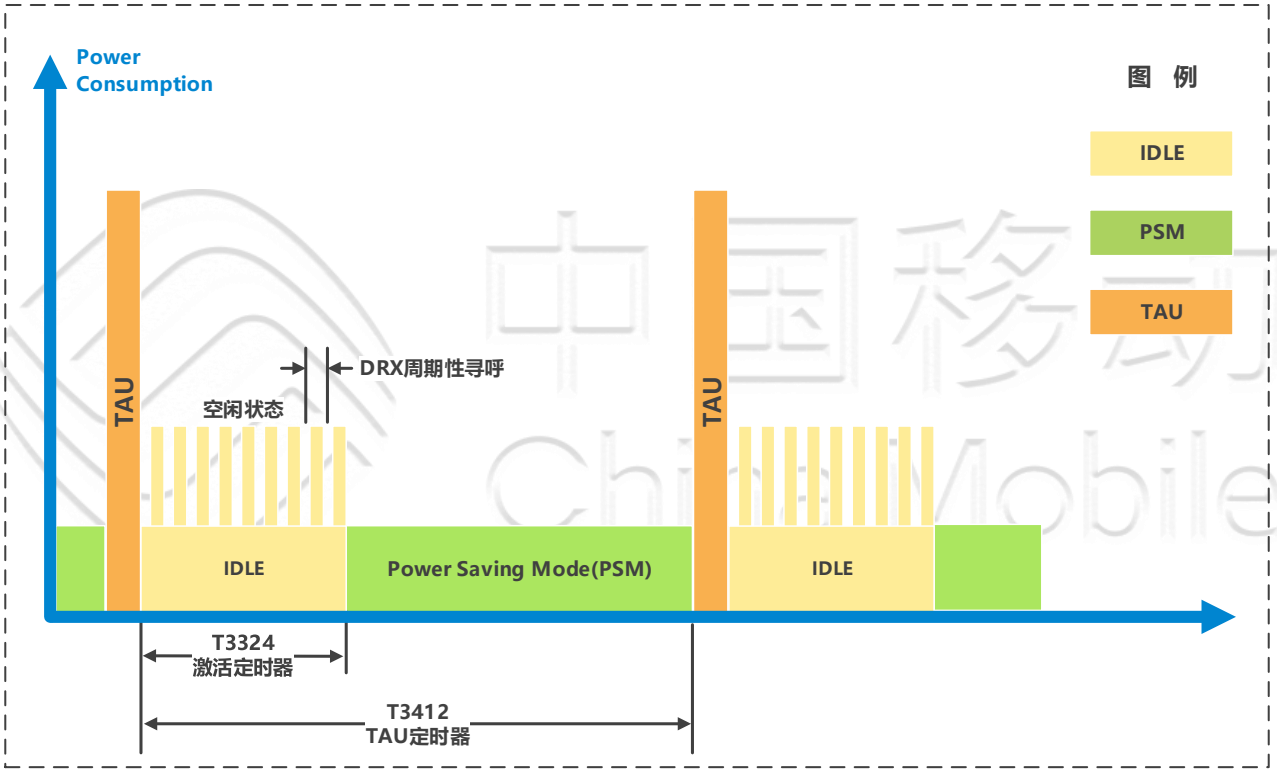 Power
Consumption
图 例
IDLE
PSM
TAU
中国移动
China Mobile
DRX周期性寻呼
空闲状态
TAU
TAU
IDLE
Power Saving Mode(PSM)
IDLE
T3324
激活定时器
T3412
TAU定时器